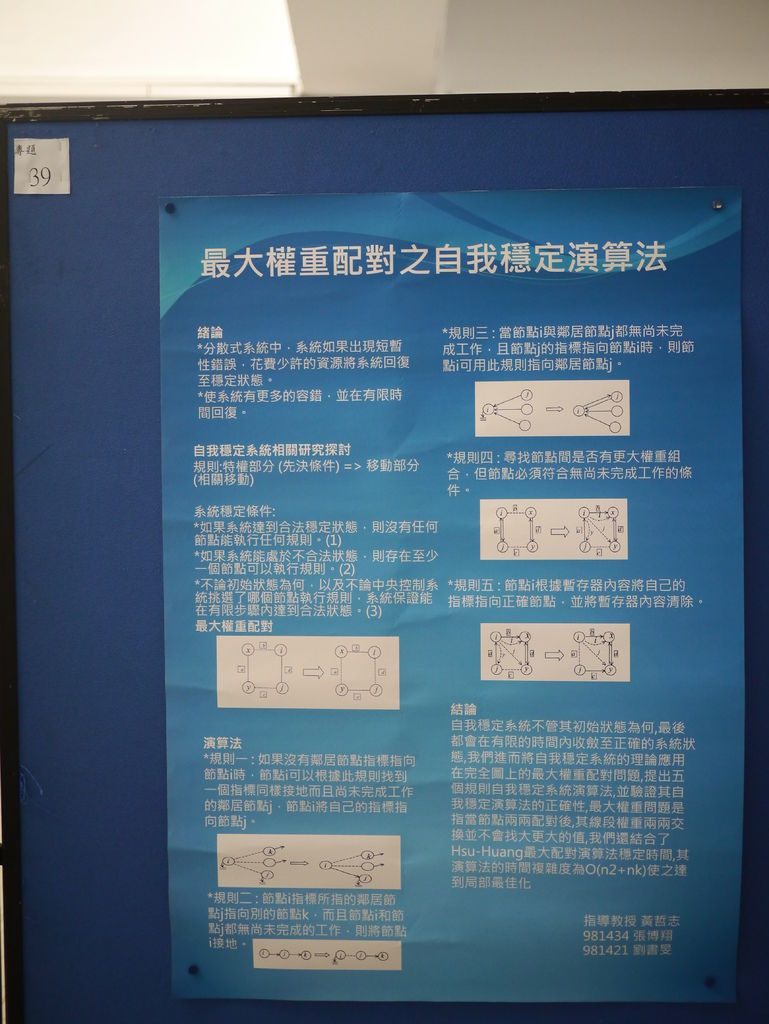 專題
39
最大權重配對之自我穩定演算法
緒論
*分散式系統中，系統如果出現短暫
性錯誤，花費少許的資源將系統回復
至穩定狀態。
*使系統有更多的容錯，並在有限時
間回復。
自我穩定系統相關研究探討
規則:特權部分 (先決條件) => 移動部分
(相關移動)
系統穩定條件:
*如果系統達到合法穩定狀態，則沒有任何
節點能執行任何規則。(1)
*如果系統能處於不合法狀態，則存在至少
一個節點可以執行規則。(2)
*不論初始狀態為何，以及不論中央控制系
統挑選了哪個節點執行規則，系統保證能
在有限步驟內達到合法狀態。(3)
最大權重配對
x i x i
y j y j
演算法
*規則一：如果沒有鄰居節點指標指向
節點i時，節點i可以根據此規則找到
一個指標同樣接地而且尚未完成工作
的鄰居節點j，節點i將自己的指標指
向節點j。
i k j i k j
*規則二：節點i指標所指的鄰居節
點j指向別的節點k，而且節點i和節
點j都無尚未完成的工作，則將節點
i接地。
i j k i j k
*規則三：當節點i與鄰居節點j都無尚未完
成工作，且節點j的指標指向節點i時，則節
點i可用此規則指向鄰居節點j。
i j i j
*規則四：尋找節點間是否有更大權重組
合，但節點必須符合無尚未完成工作的條
件。
i x i x
j y j y
*規則五：節點i根據暫存器內容將自己的
指標指向正確節點，並將暫存器內容清除。
i x i x
j y j y
結論
自我穩定系統不管其初始狀態為何,最後
都會在有限的時間內收斂至正確的系統狀
態,我們進而將自我穩定系統的理論應用
在完全圖上的最大權重配對問題,提出五
個規則自我穩定系統演算法,並驗證其自
我穩定演算法的正確性,最大權重問題是
指當節點兩兩配對後,其線段權重兩兩交
換並不會找大更大的值,我們還結合了
Hsu-Huang最大配對演算法穩定時間,其
演算法的時間複雜度為O(n2+nk)使之達
到局部最佳化
指導教授 黃哲志
981434 張博翔
981421 劉書旻